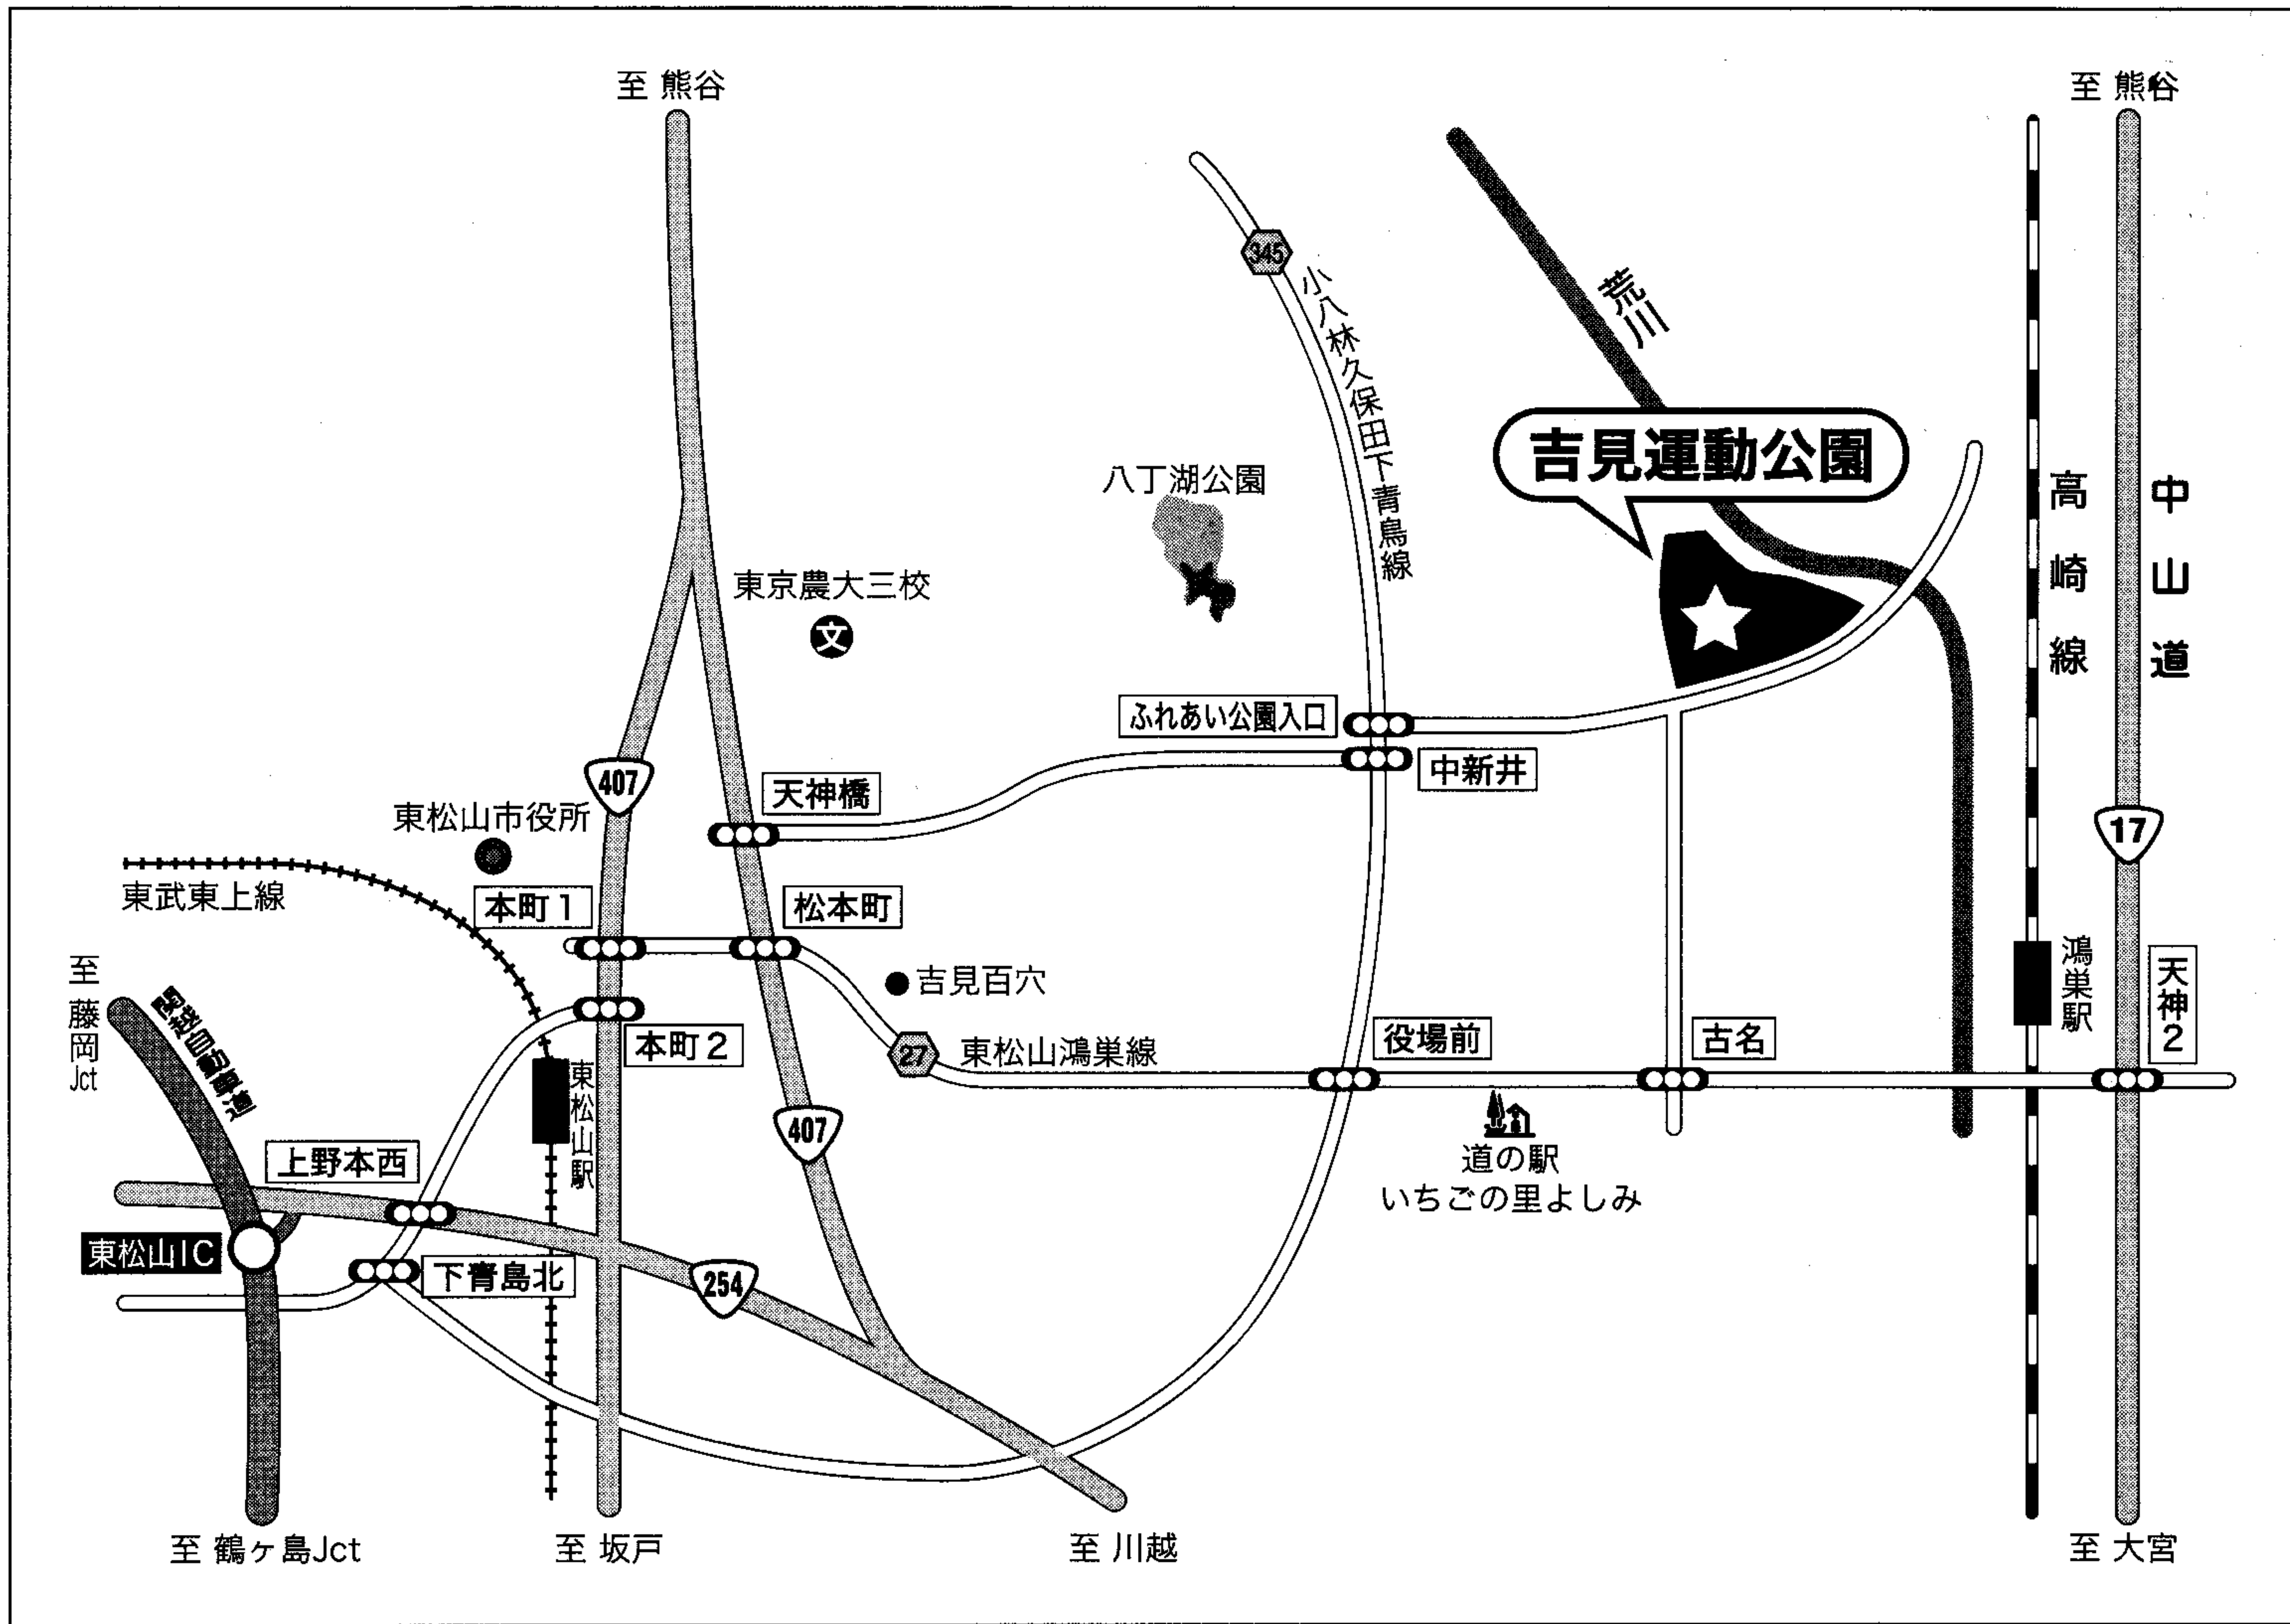 至 熊谷
至 熊谷
345
小八林久保田下青鳥線
荒川
吉見運動公園
八丁湖公園
高崎線
中山道
東京農大三校
文
ふれあい公園入口
中新井
407
天神橋
17
東松山市役所
東武東上線
本町1
松本町
吉見百穴
鴻巣駅
天神2
至 藤岡Jct
関越自動車道
本町2
27
東松山鴻巣線
役場前
古名
東松山駅
407
道の駅
いちごの里よしみ
上野本西
東松山IC
下青鳥北
254
至 鶴ヶ島Jct
至 坂戸
至 川越
至 大宮